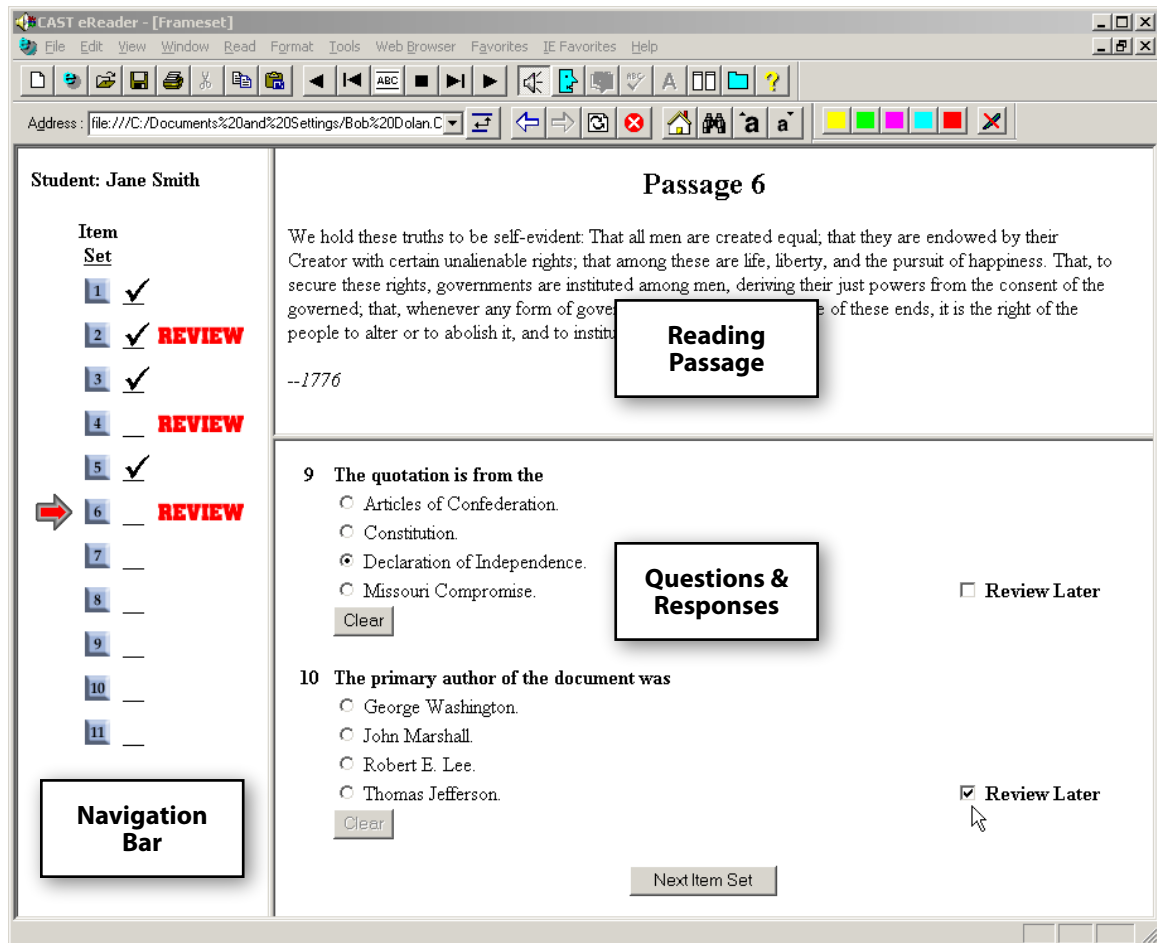 CAST eReader - [Frameset]
File Edit View Window Read Format Tools Web Browser Favorites IE Favorites Help
ABC ABC A ?
Address : file:///C:/Documents%20and%20Settings/Bob%20Dolan.C a a
Student: Jane Smith
Item
Set
1
2 REVIEW
3
4 REVIEW
5
6 REVIEW
7
8
9
10
11
Navigation
Bar
Passage 6
We hold these truths to be self-evident: That all men are created equal; that they are endowed by their
Creator with certain unalienable rights; that among these are life, liberty, and the pursuit of happiness. That, to
secure these rights, governments are instituted among men, deriving their just powers from the consent of the
governed; that, whenever any form of of these ends, it is the right of the
people to alter or to abolish it, and to
--1776
Reading
Passage
9 The quotation is from the
Articles of Confederation.
Constitution.
Declaration of Independence.
Missouri Compromise.
Review Later
Clear
Questions &
Responses
10 The primary author of the document was
George Washington.
John Marshall.
Robert E. Lee.
Thomas Jefferson.
Review Later
Clear
Next Item Set